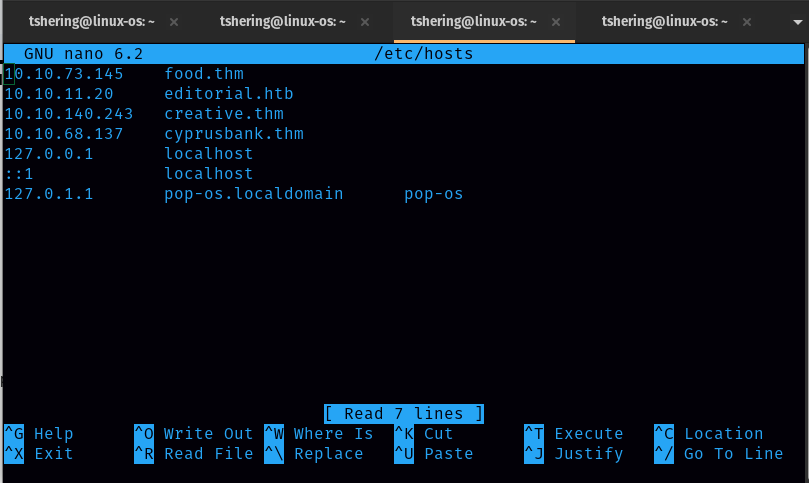 tshering@linux-os: ~ × tshering@linux-os: ~ × tshering@linux-os: ~ × tshering@linux-os: ~ ×
GNU nano 6.2 /etc/hosts
10.10.73.145 food.thm
10.10.11.20 editorial.htb
10.10.140.243 creative.thm
10.10.68.137 cyprusbank.thm
127.0.0.1 localhost
::1 localhost
127.0.1.1 pop-os.localdomain pop-os
[ Read 7 lines ]
^G Help ^O Write Out ^W Where Is ^K Cut ^T Execute ^C Location
^X Exit ^R Read File ^\ Replace ^U Paste ^J Justify ^/ Go To Line